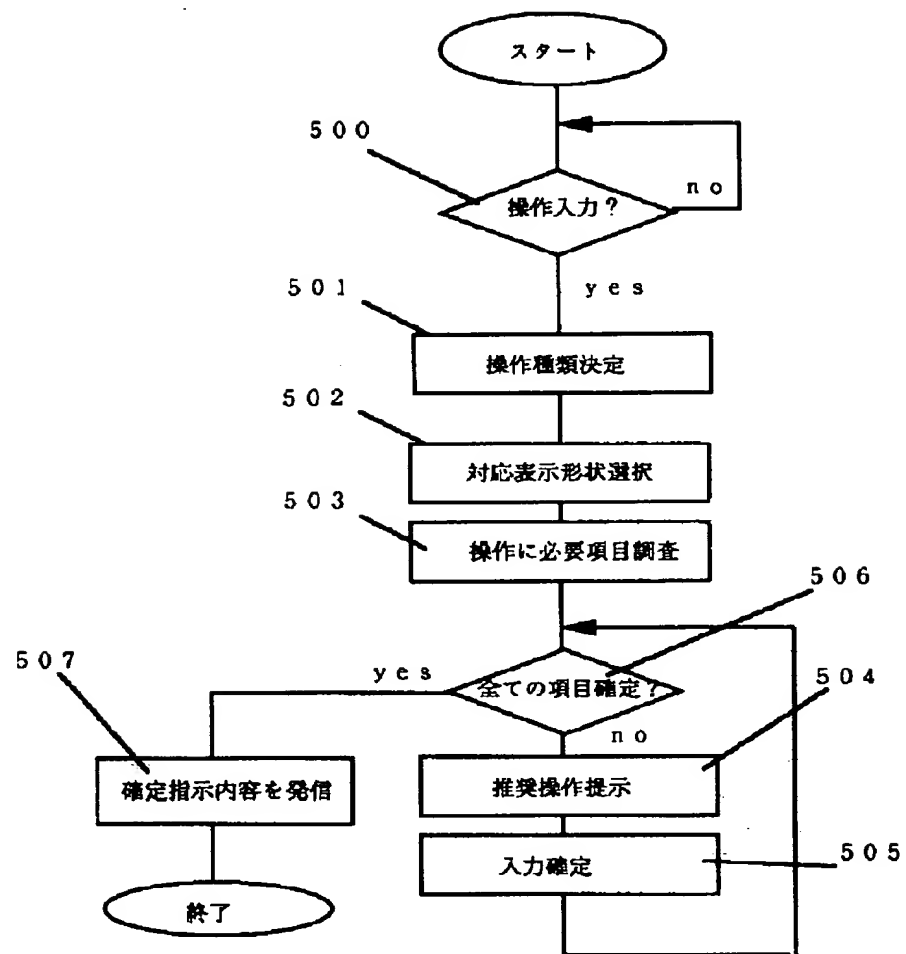 スタート
５００
操作入力？
ｎｏ
ｙｅｓ
５０１
操作種類決定
５０２
対応表示形状選択
５０３
操作に必要項目調査
５０６
５０７
ｙｅｓ
全ての項目確定？
５０４
ｎｏ
確定指示内容を発信
推奨操作提示
５０５
入力確定
終了